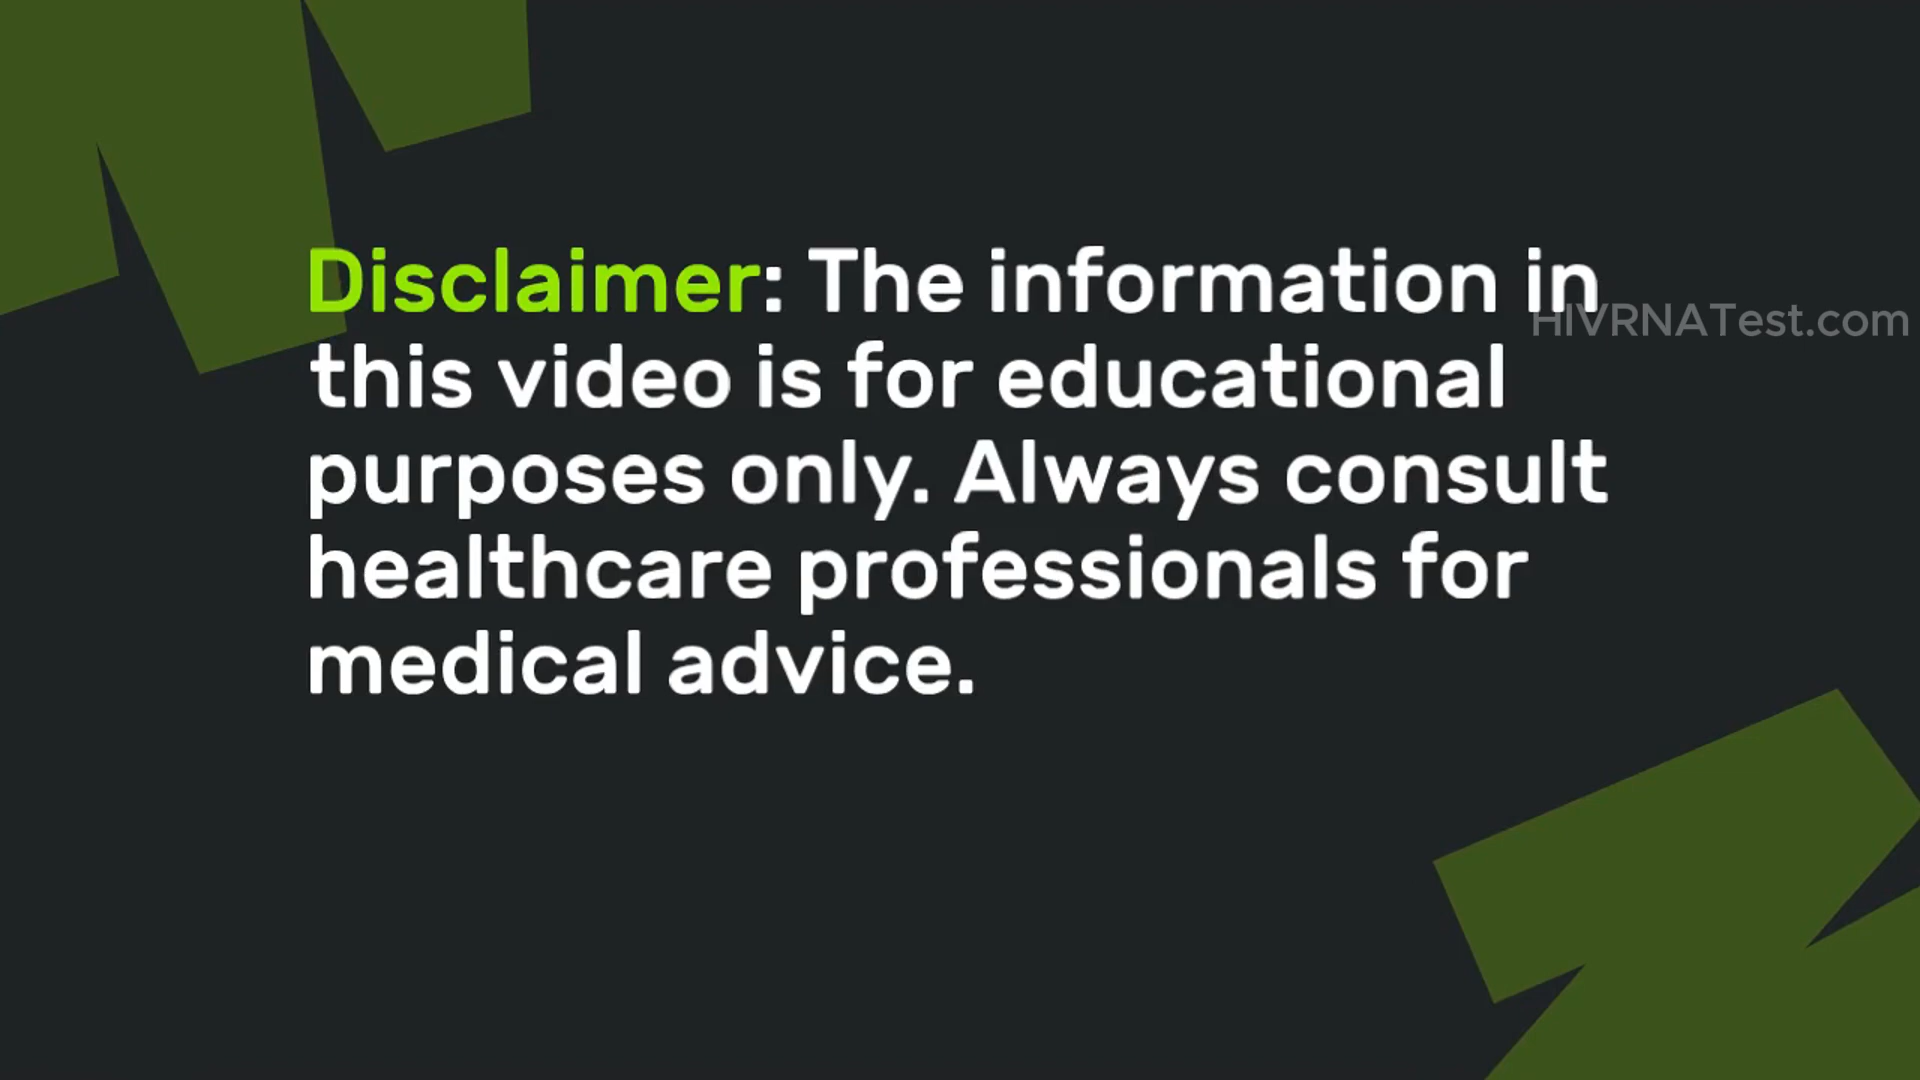 Disclaimer: The information in
HIVRNATest.com
this video is for educational
purposes only. Always consult
healthcare professionals for
medical advice.